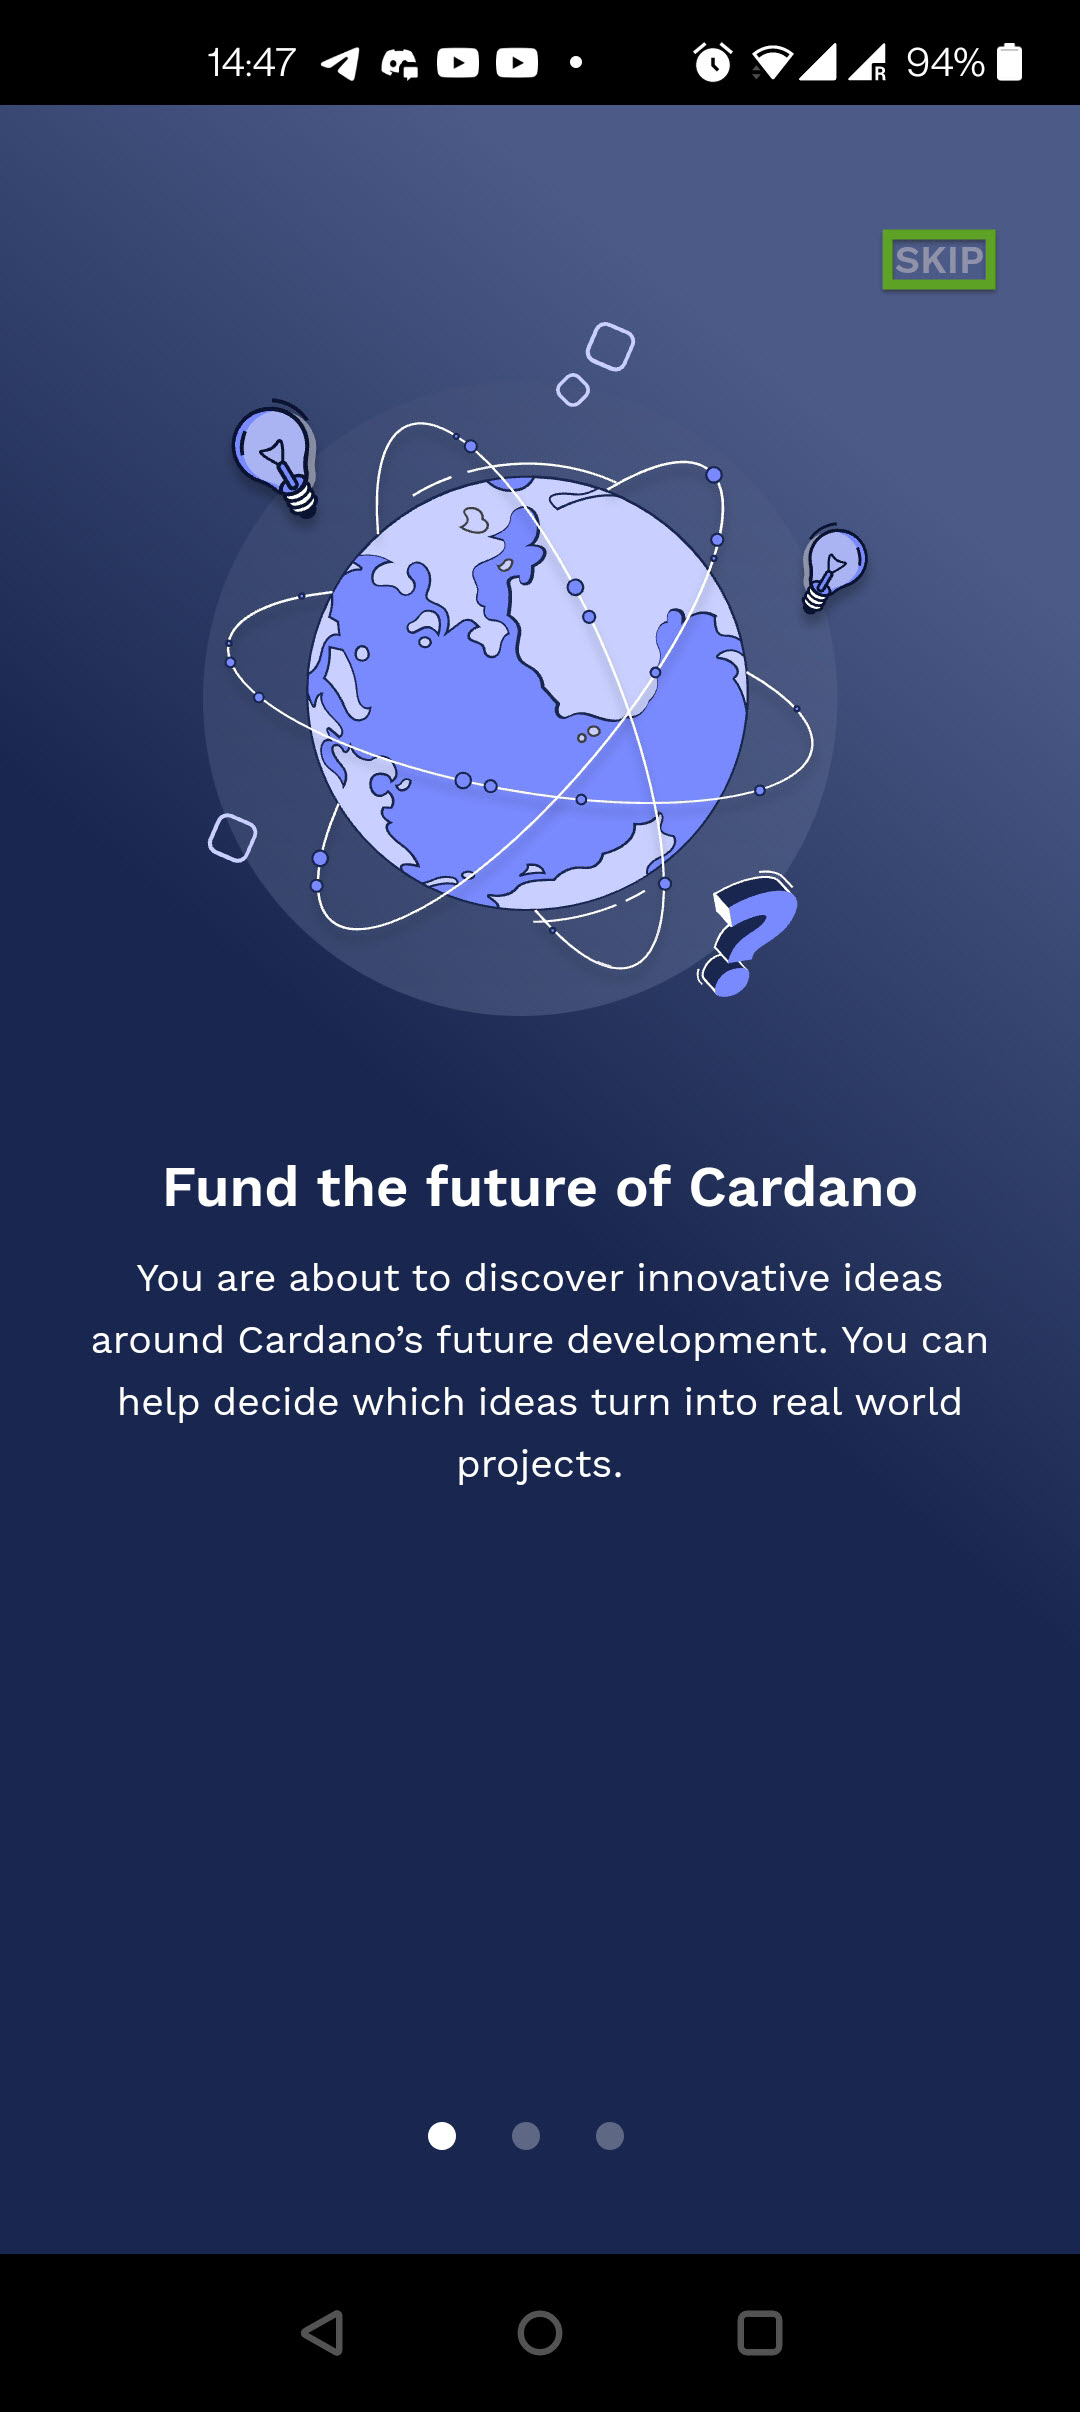 14:47
R
94%
SKIP
Fund the future of Cardano
You are about to discover innovative ideas
around Cardano’s future development. You can
help decide which ideas turn into real world
projects.